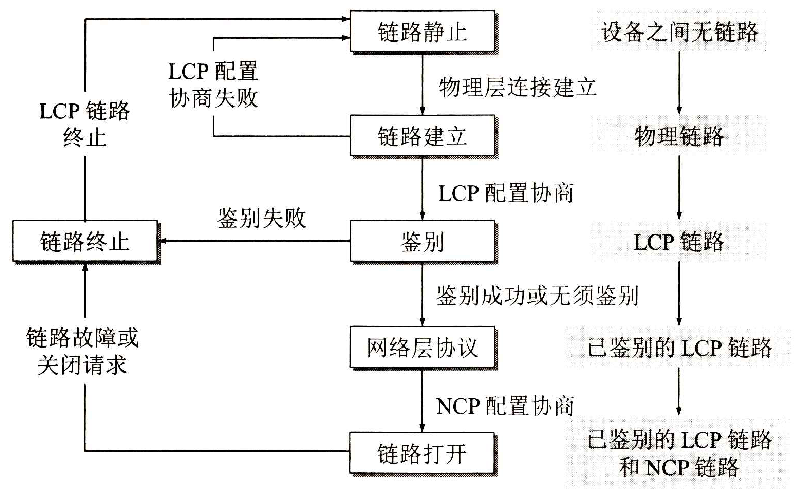 链路静止
设备之间无链路
LCP 配置
协商失败
物理层连接建立
LCP 链路
终止
链路建立
物理链路
LCP 配置协商
鉴别失败
链路终止
鉴别
LCP 链路
鉴别成功或无须鉴别
链路故障或
关闭请求
网络层协议
已鉴别的 LCP 链路
NCP 配置协商
链路打开
已鉴别的 LCP 链路
和 NCP 链路